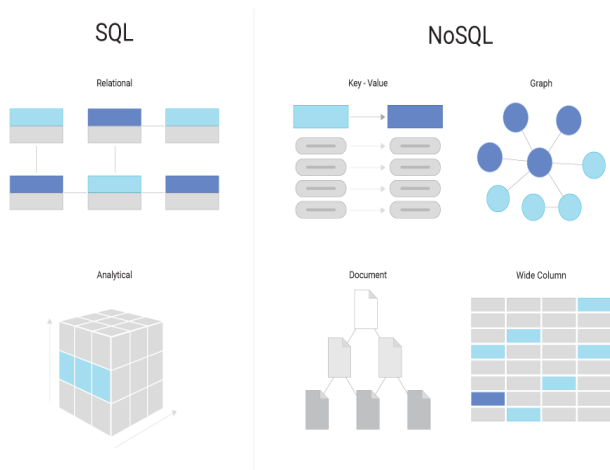 SQL
NoSQL
Relational
Key - Value
Graph
Analytical
Document
Wide Column